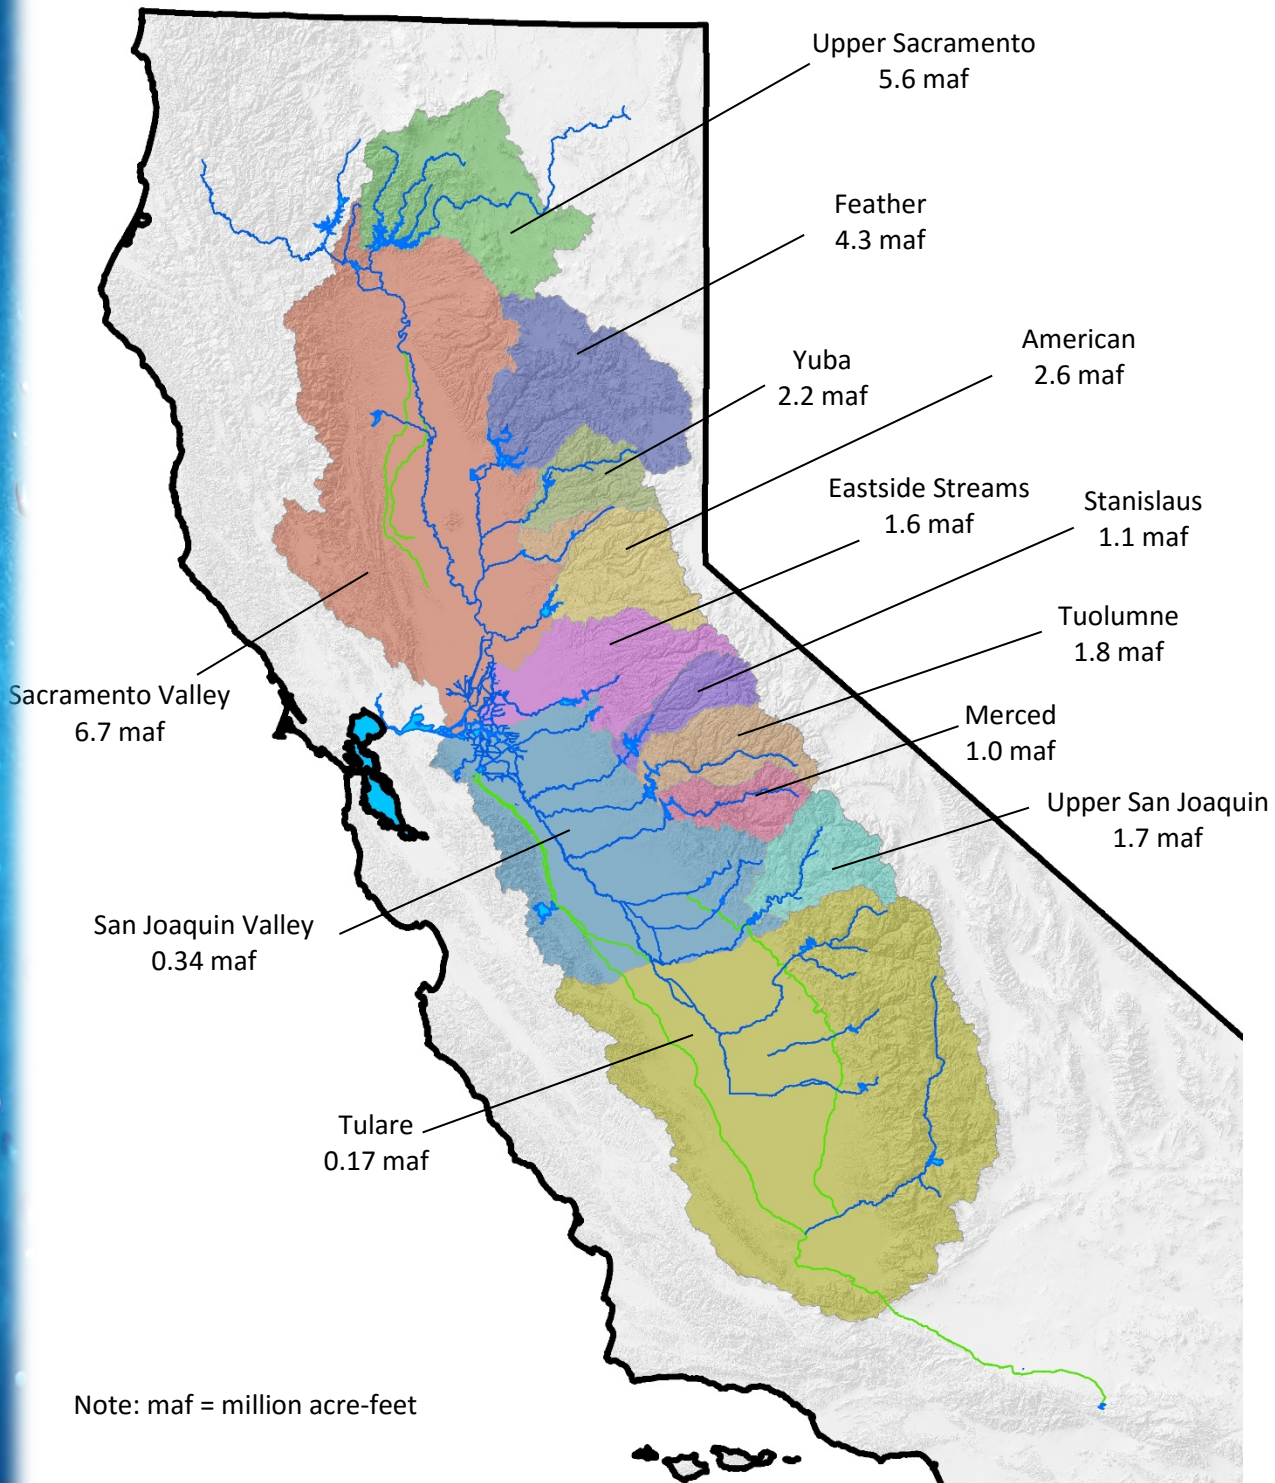 Upper Sacramento
5.6 maf
Feather
4.3 maf
American
2.6 maf
Yuba
2.2 maf
Eastside Streams
1.6 maf
Stanislaus
1.1 maf
Tuolumne
1.8 maf
Sacramento Valley
6.7 maf
Merced
1.0 maf
Upper San Joaquin
1.7 maf
San Joaquin Valley
0.34 maf
Tulare
0.17 maf
Note: maf = million acre-feet